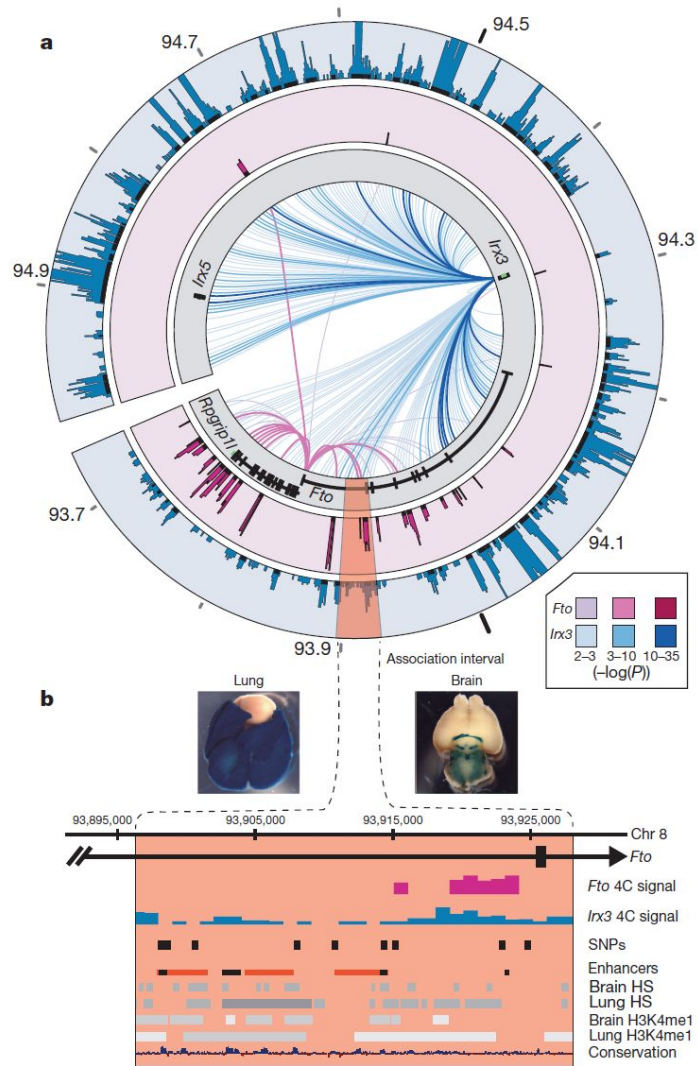 a
94.5
94.7
94.3
94.9
94.1
93.7
93.9
Irx5
Irx3
Rpgrip1l
Fto
Fto
Irx3
2–3 3–10 10–35
(−log(P))
Association interval
Lung Brain
b
93,895,000 93,905,000 93,915,000 93,925,000
Chr 8
Fto
Fto 4C signal
Irx3 4C signal
SNPs
Enhancers
Brain HS
Lung HS
Brain H3K4me1
Lung H3K4me1
Conservation